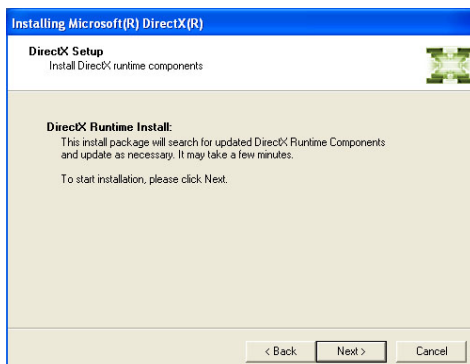 Installing Microsoft(R) DirectX(R)
DirectX Setup
Install DirectX runtime components
DirectX Runtime Install:
This install package will search for updated DirectX Runtime Components
and update as necessary. It may take a few minutes.
To start installation, please click Next.
< Back Next > Cancel